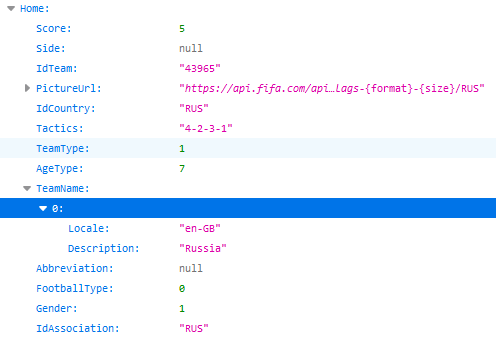 Home:
Score: 5
Side: null
IdTeam: "43965"
PictureUrl: "https://api.fifa.com/api…lags-{format}-{size}/RUS"
IdCountry: "RUS"
Tactics: "4-2-3-1"
TeamType: 1
AgeType: 7
TeamName:
0:
Locale: "en-GB"
Description: "Russia"
Abbreviation: null
FootballType: 0
Gender: 1
IdAssociation: "RUS"